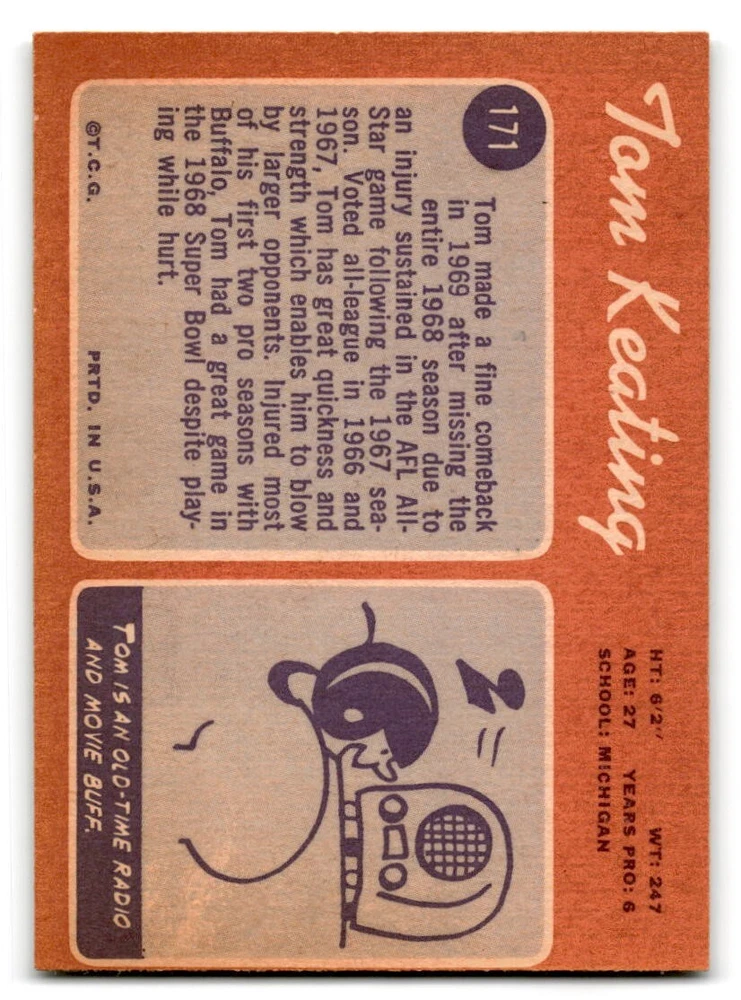 Tom Keating
HT: 6'2" WT: 247
AGE: 27 YEARS PRO: 6
SCHOOL: MICHIGAN
171
Tom made a fine comeback
in 1969 after missing the
entire 1968 season due to
an injury sustained in the AFL All-
Star game following the 1967 sea-
son. Voted all-league in 1966 and
1967, Tom has great quickness and
strength which enables him to blow
by larger opponents. Injured most
of his first two pro seasons with
Buffalo, Tom had a great game in
the 1968 Super Bowl despite play-
ing while hurt.
©T.C.G. PRTD. IN U.S.A.
Z
TOM IS AN OLD-TIME RADIO
AND MOVIE BUFF.